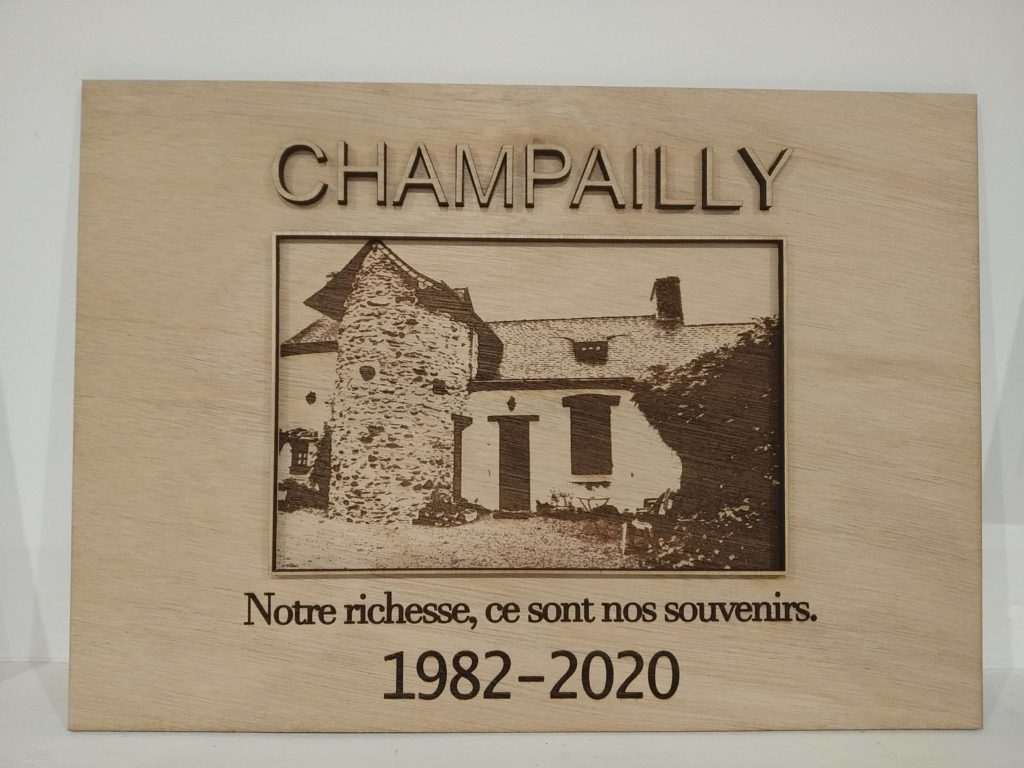 CHAMPAILLY
Notre richesse, ce sont nos souvenirs.
1982-2020